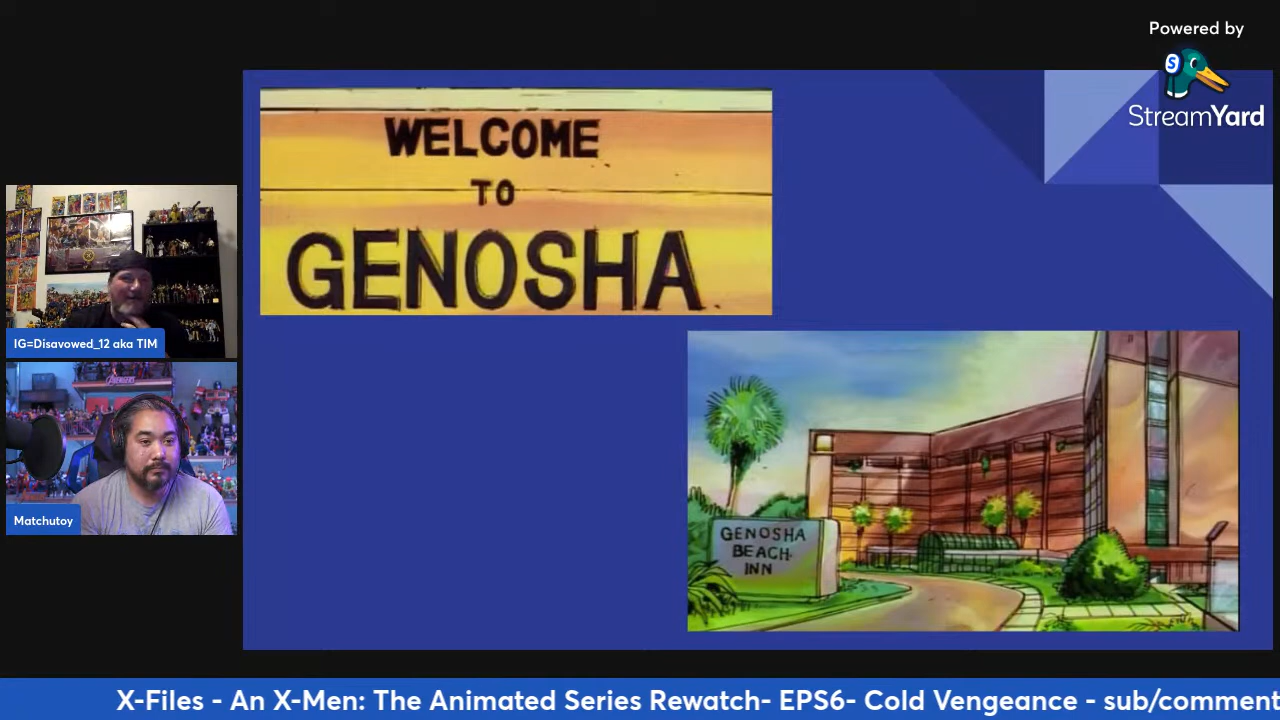 Powered by
S
StreamYard
WELCOME
TO
GENOSHA
IG=Disavowed_12 aka TIM
AVENGERS
Matchutoy
GENOSHA
BEACH
INN
X-Files - An X-Men: The Animated Series Rewatch- EPS6- Cold Vengeance - sub/comment